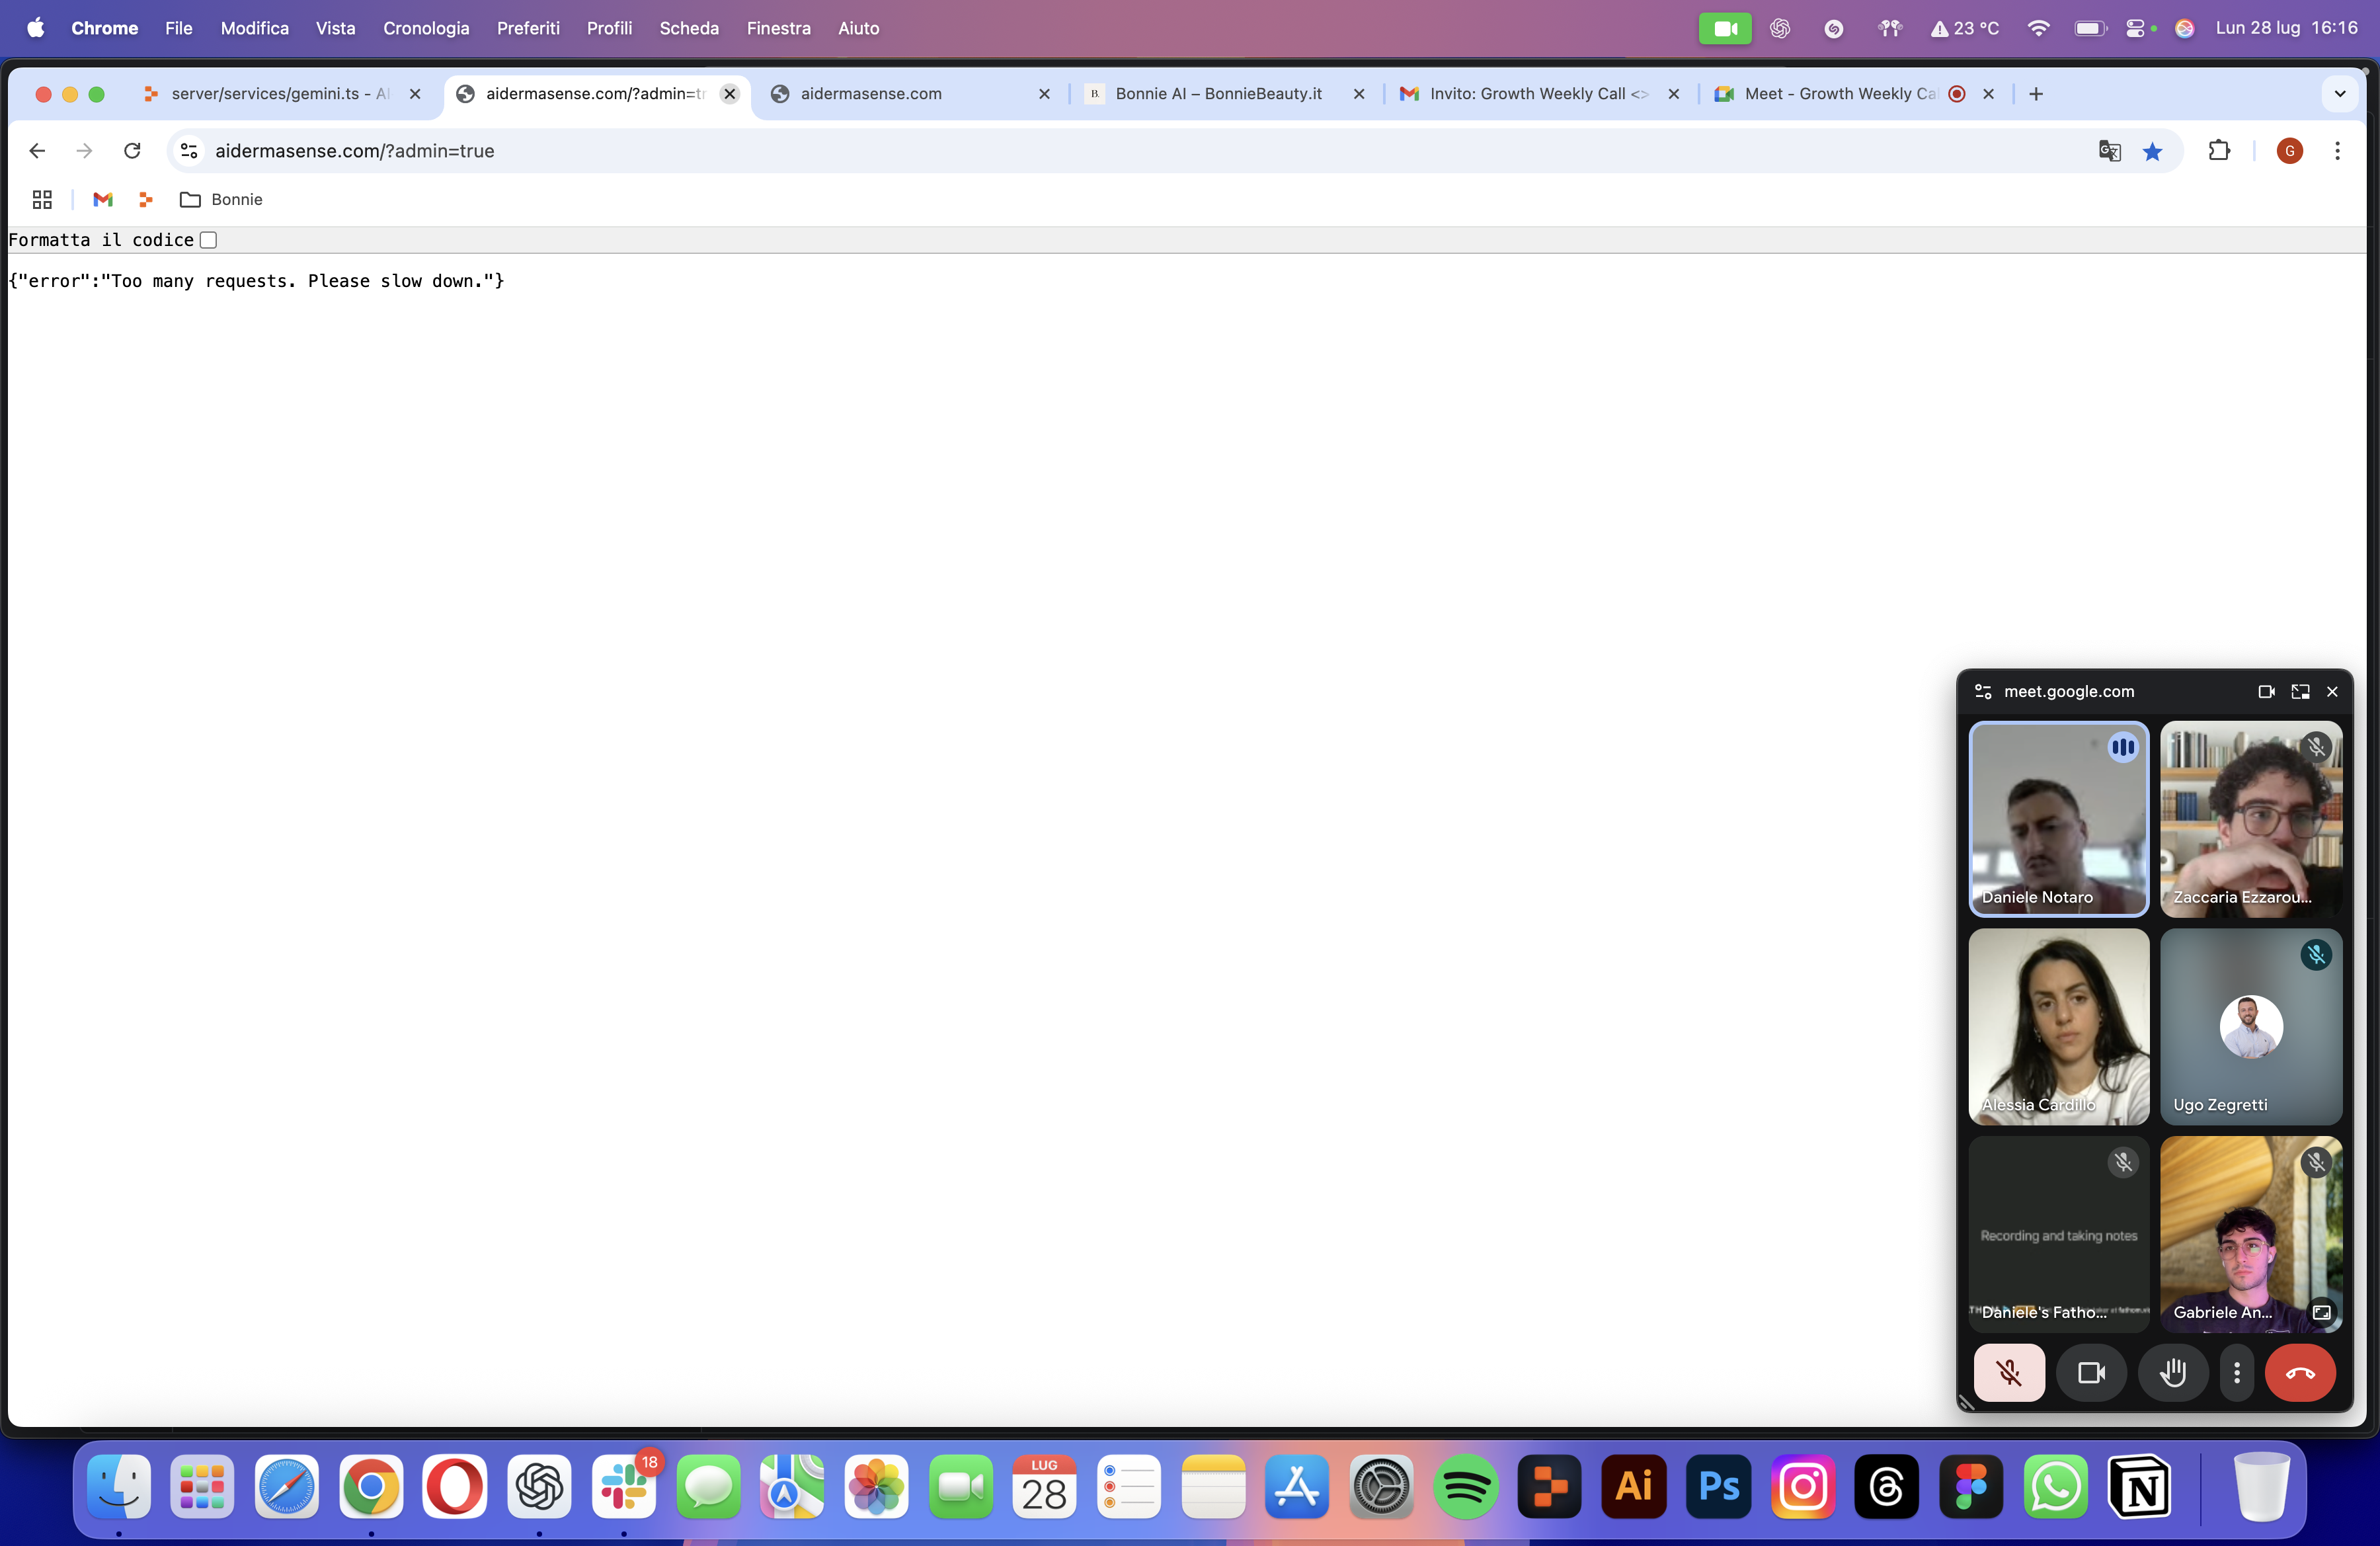 Chrome File Modifica Vista Cronologia Preferiti Profili Scheda Finestra Aiuto
23 °C Lun 28 lug 16:16
server/services/gemini.ts - AI
aidermasense.com/?admin=tr
aidermasense.com
B. Bonnie AI – BonnieBeauty.it
Invito: Growth Weekly Call <>
Meet - Growth Weekly Ca
aidermasense.com/?admin=true
G
Bonnie
Formatta il codice
{"error":"Too many requests. Please slow down."}
meet.google.com
Daniele Notaro
Zaccaria Ezzarou...
Alessia Cardillo
Ugo Zegretti
Recording and taking notes
Daniele's Fatho...
Gabriele An...
18
LUG
28
Ai
Ps